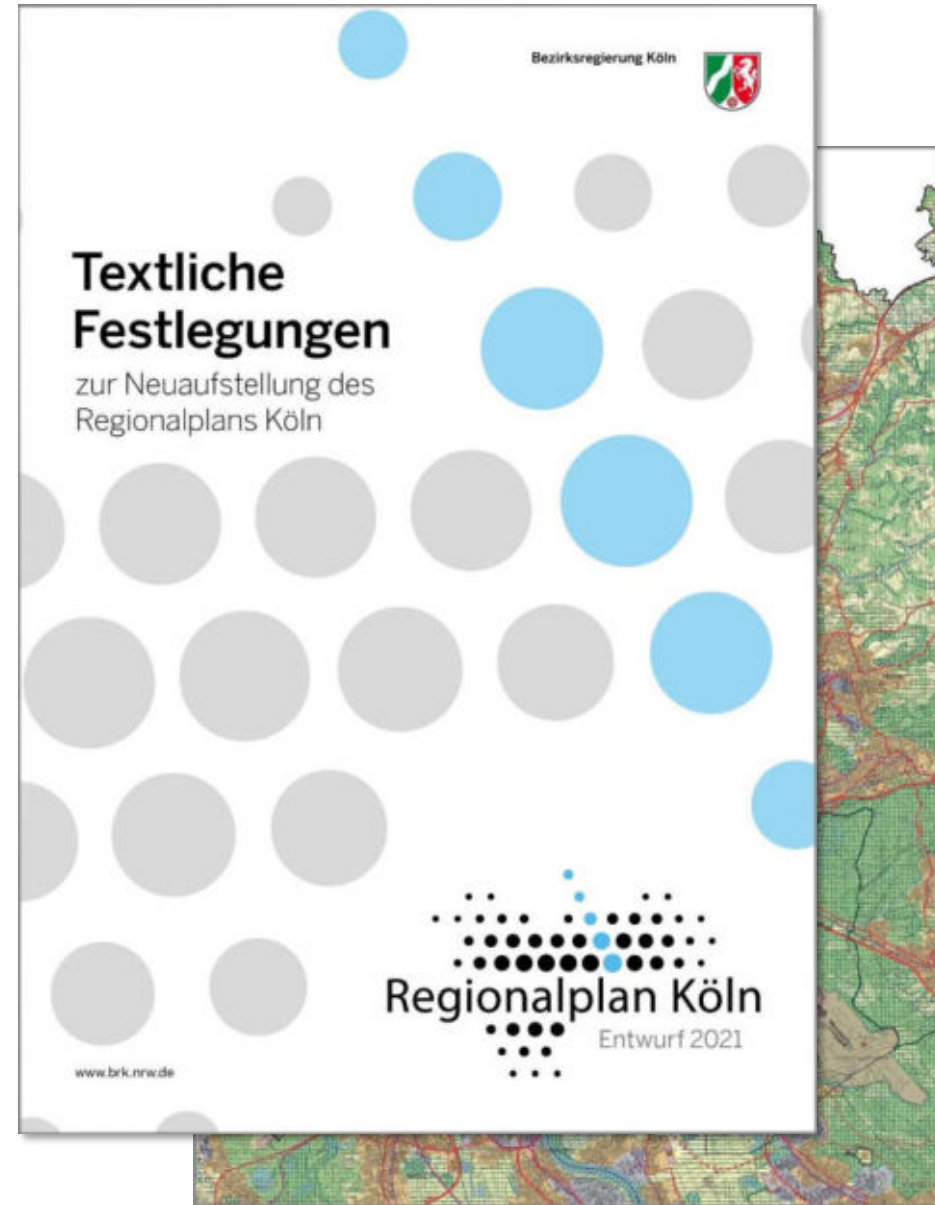 Bezirksregierung Köln
Textliche
Festlegungen
zur Neuaufstellung des
Regionalplans Köln
Regionalplan Köln
Entwurf 2021
www.brk.nrw.de